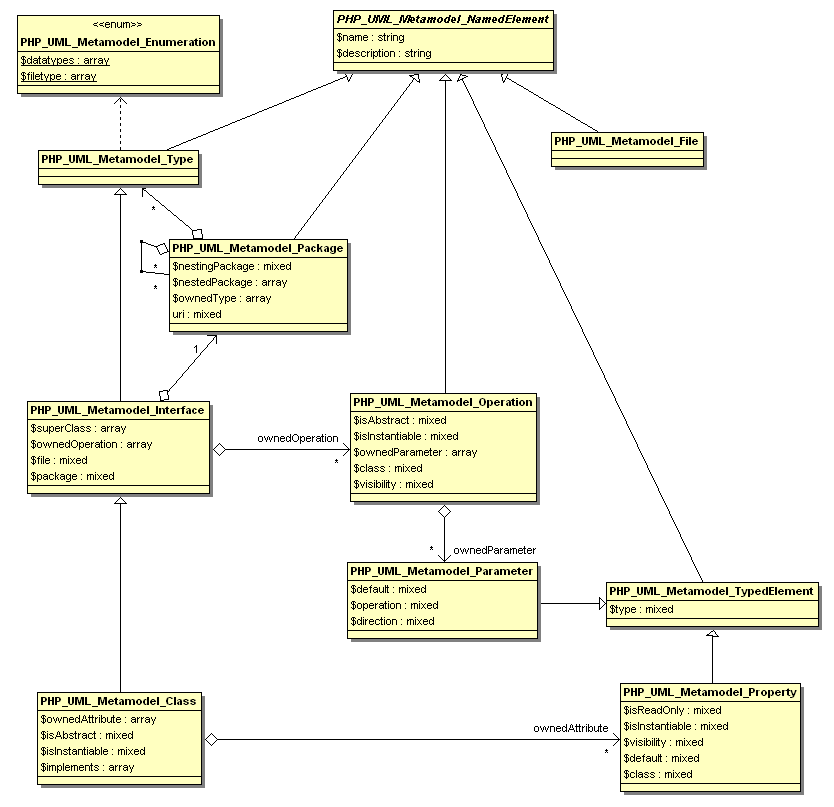 <<enum>>
PHP_UML_Metamodel_Enumeration
$datatypes : array
$filetype : array
PHP_UML_Metamodel_NamedElement
$name : string
$description : string
PHP_UML_Metamodel_Type
PHP_UML_Metamodel_File
*
PHP_UML_Metamodel_Package
$nestingPackage : mixed
$nestedPackage : array
$ownedType : array
uri : mixed
*
*
1
PHP_UML_Metamodel_Interface
$superClass : array
$ownedOperation : array
$file : mixed
$package : mixed
ownedOperation
*
PHP_UML_Metamodel_Operation
$isAbstract : mixed
$isInstantiable : mixed
$ownedParameter : array
$class : mixed
$visibility : mixed
* ownedParameter
PHP_UML_Metamodel_Parameter
$default : mixed
$operation : mixed
$direction : mixed
PHP_UML_Metamodel_TypedElement
$type : mixed
PHP_UML_Metamodel_Class
$ownedAttribute : array
$isAbstract : mixed
$isInstantiable : mixed
$implements : array
ownedAttribute
*
PHP_UML_Metamodel_Property
$isReadOnly : mixed
$isInstantiable : mixed
$visibility : mixed
$default : mixed
$class : mixed